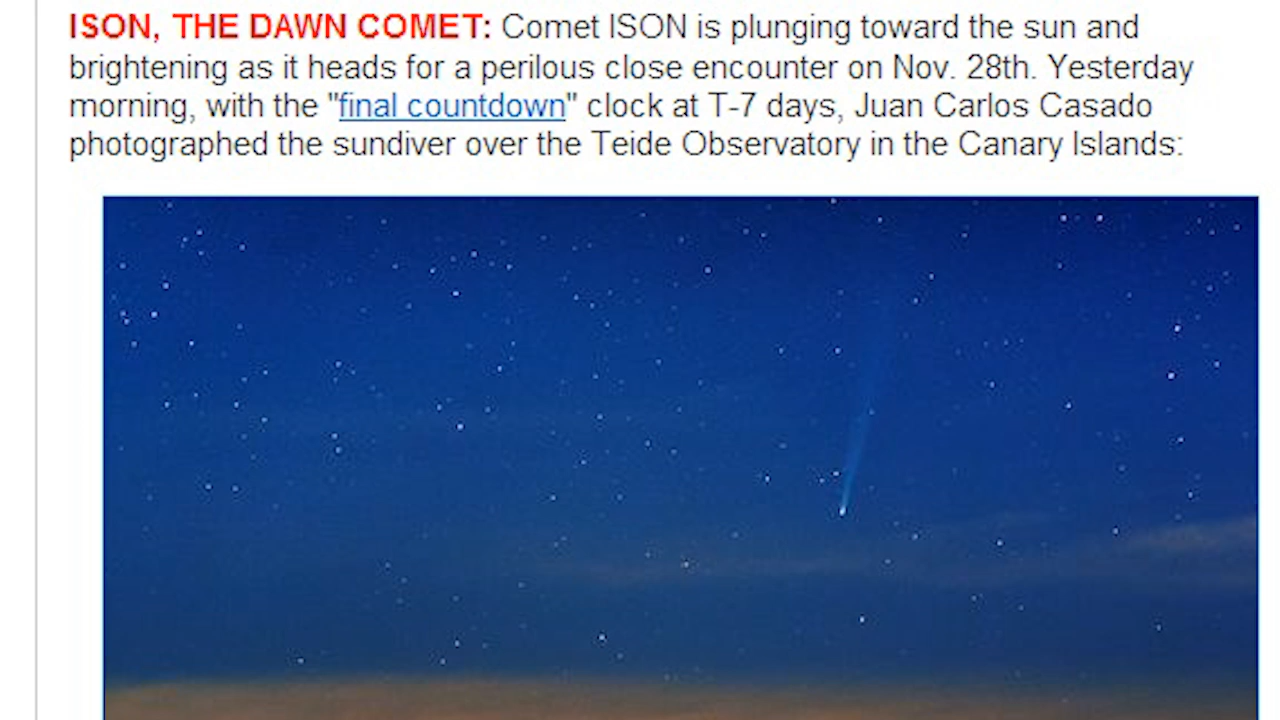 ISON, THE DAWN COMET: Comet ISON is plunging toward the sun and
brightening as it heads for a perilous close encounter on Nov. 28th. Yesterday
morning, with the "final countdown" clock at T-7 days, Juan Carlos Casado
photographed the sundiver over the Teide Observatory in the Canary Islands: